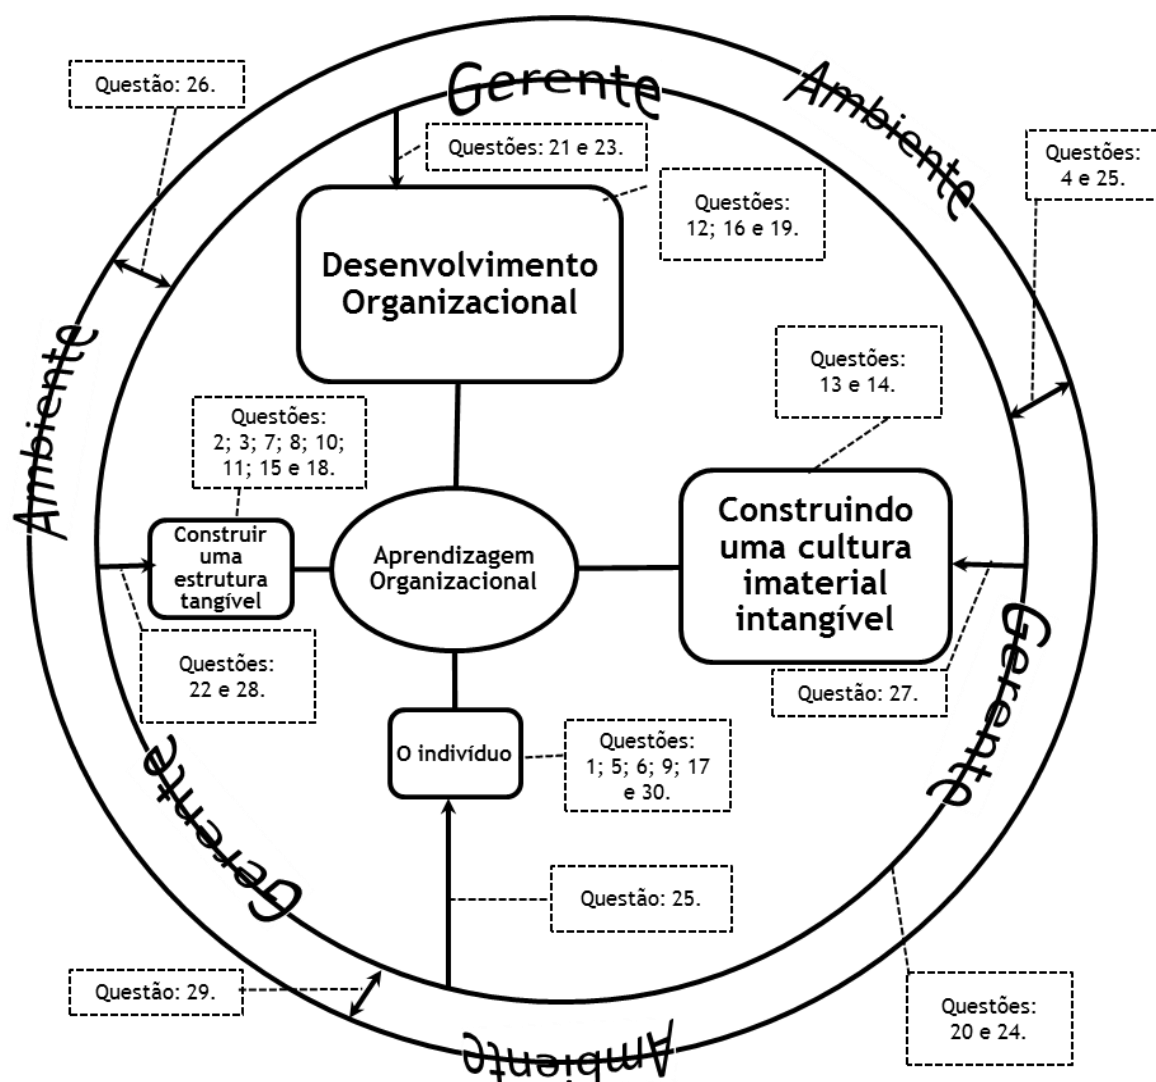 Questão: 26.
Gerente
Ambiente
Questões: 21 e 23.
Questões:
4 e 25.
Questões:
12; 16 e 19.
Desenvolvimento
Organizacional
Ambiente
Questões:
13 e 14.
Questões:
2; 3; 7; 8; 10;
11; 15 e 18.
Construir
uma
estrutura
tangível
Aprendizagem
Organizacional
Construindo
uma cultura
imaterial
intangível
Questões:
22 e 28.
Questão: 27.
Gerente
O indivíduo
Questões:
1; 5; 6; 9; 17
e 30.
Gerente
Questão: 25.
Questão: 29.
Questões:
20 e 24.
Ambiente